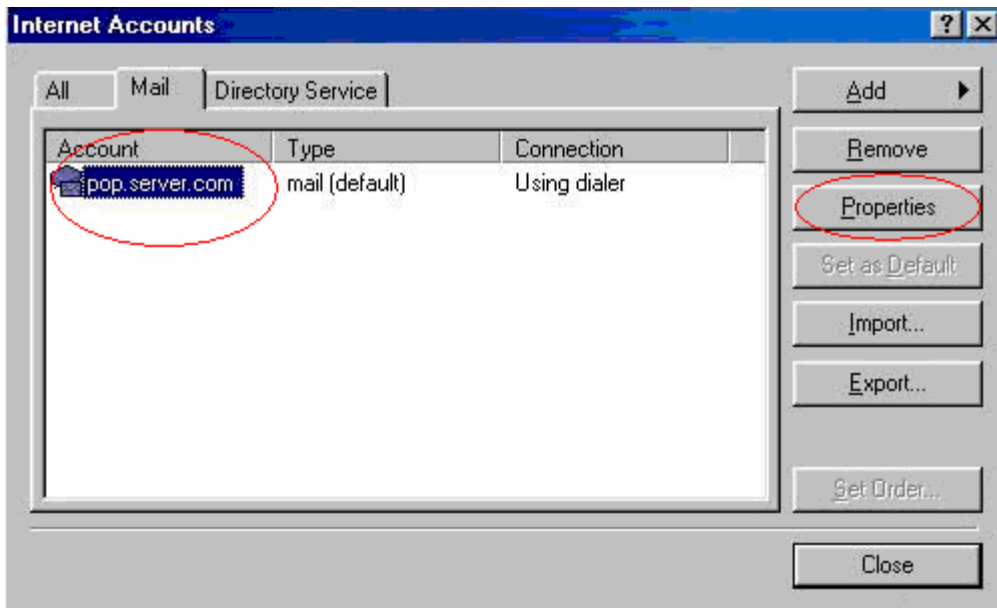 Internet Accounts
All Mail Directory Service
Account Type Connection
pop.server.com mail (default) Using dialer
Add
Remove
Properties
Set as Default
Import...
Export...
Set Order...
Close